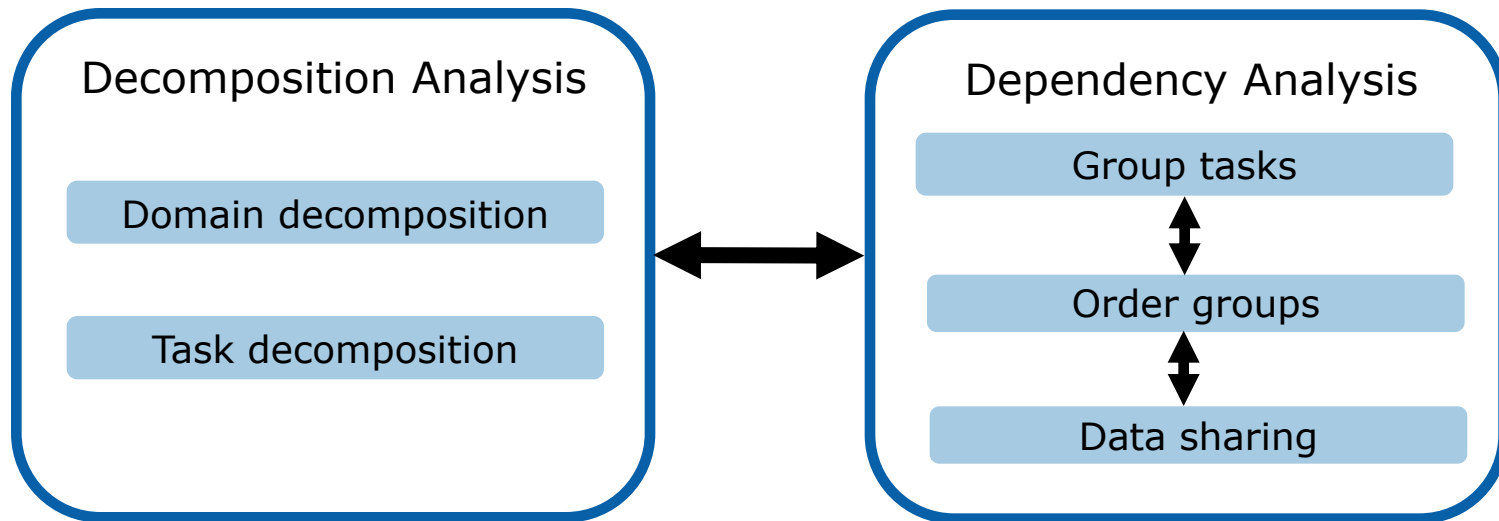 Decomposition Analysis
Domain decomposition
Task decomposition
Dependency Analysis
Group tasks
Order groups
Data sharing